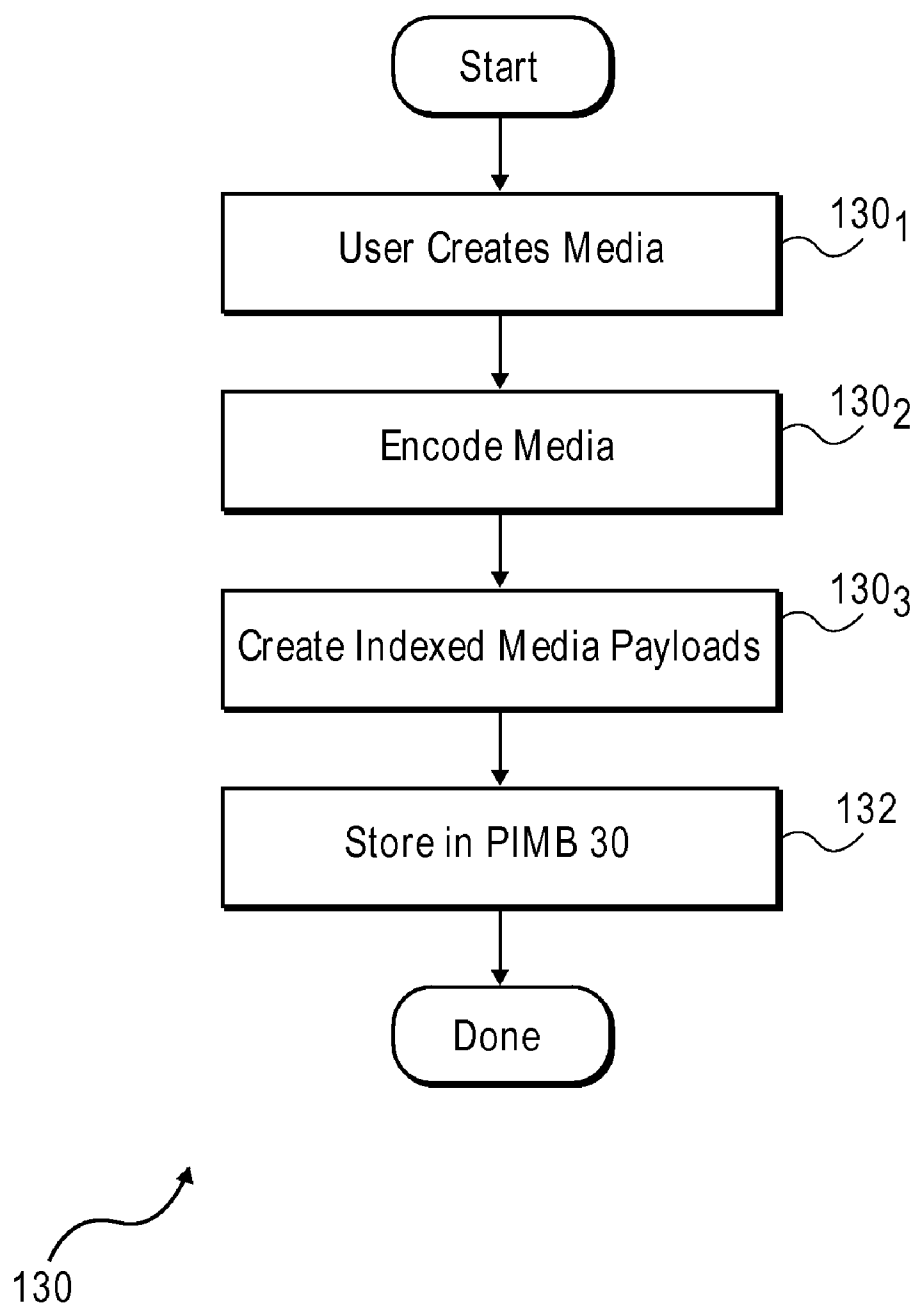 Start
User Creates Media
130₁
Encode Media
130₂
Create Indexed Media Payloads
130₃
Store in PIMB 30
132
Done
130